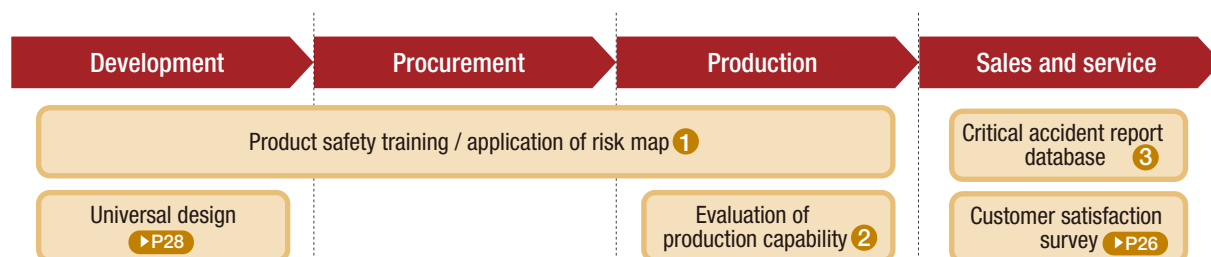 Development
Procurement
Production
Sales and service
Product safety training / application of risk map 1
Critical accident report
database 3
Universal design
▶P28
Evaluation of
production capability 2
Customer satisfaction
survey ▶P26